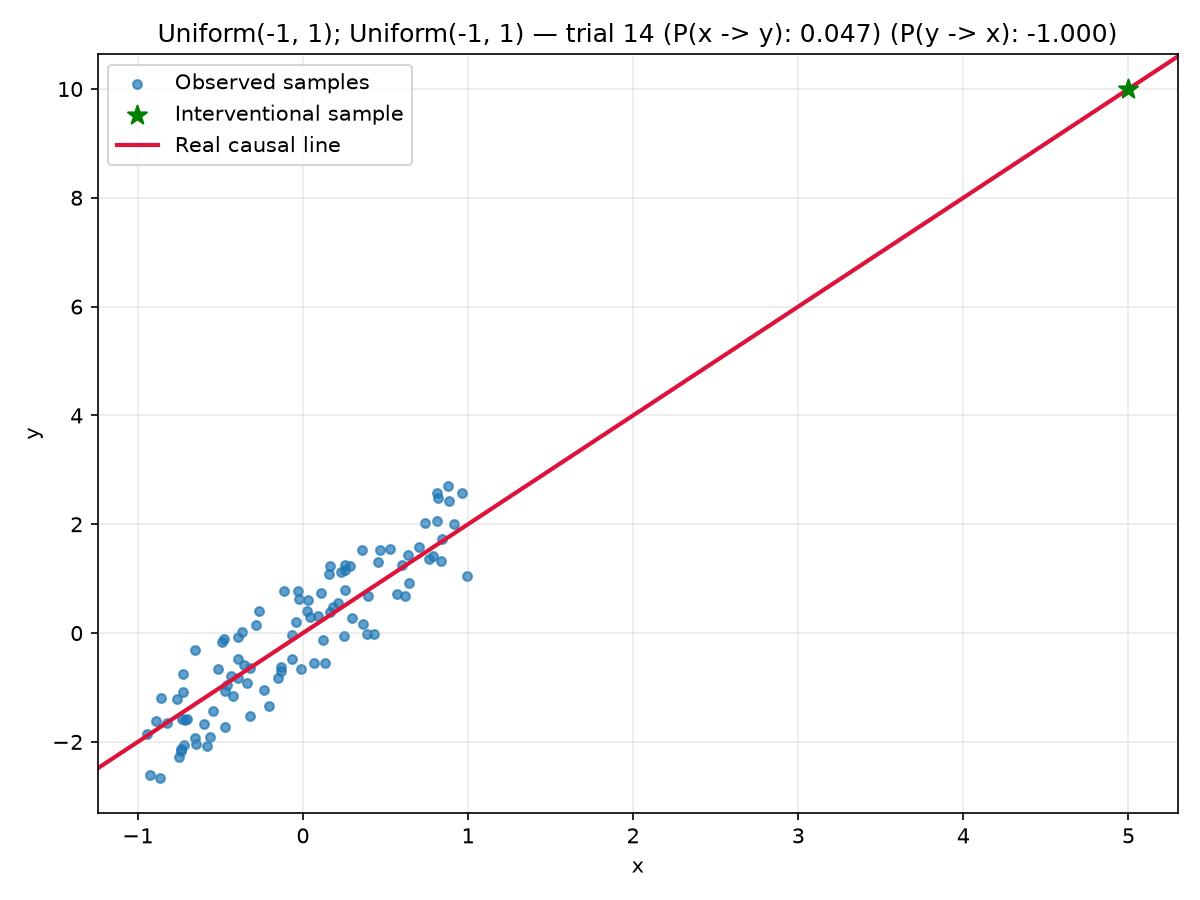 Uniform(-1, 1); Uniform(-1, 1) — trial 14 (P(x -> y): 0.047) (P(y -> x): -1.000)
Observed samples
Interventional sample
Real causal line
10
8
6
4
2
0
−2
y
−1
0
1
2
3
4
5
x